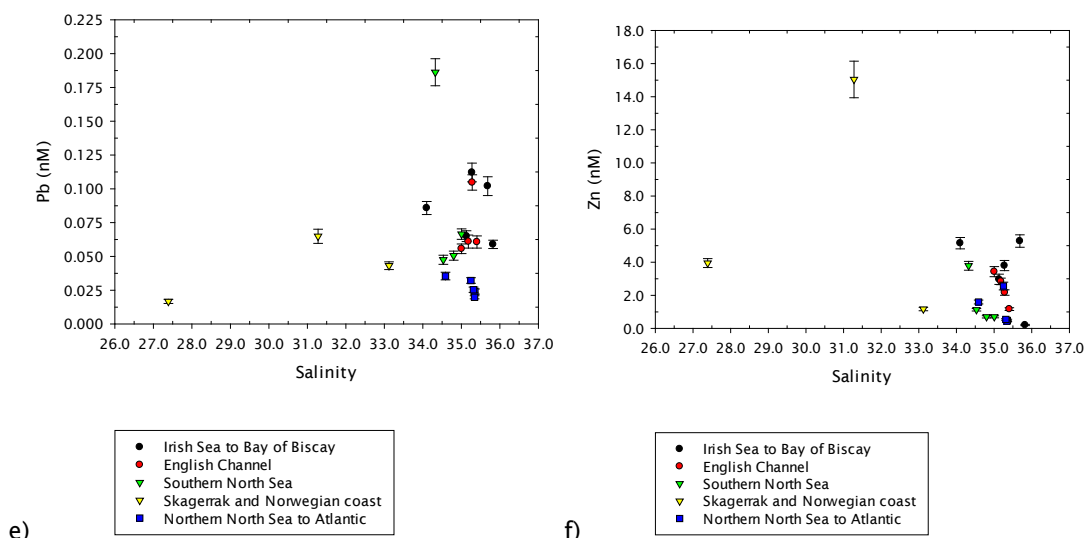 0.225
0.200
0.175
0.150
0.125
0.100
0.075
0.050
0.025
0.000
Pb (nM)
26.0 27.0 28.0 29.0 30.0 31.0 32.0 33.0 34.0 35.0 36.0 37.0
Salinity
Irish Sea to Bay of Biscay
English Channel
Southern North Sea
Skagerrak and Norwegian coast
Northern North Sea to Atlantic
e)
18.0
16.0
14.0
12.0
10.0
8.0
6.0
4.0
2.0
0.0
Zn (nM)
26.0 27.0 28.0 29.0 30.0 31.0 32.0 33.0 34.0 35.0 36.0 37.0
Salinity
Irish Sea to Bay of Biscay
English Channel
Southern North Sea
Skagerrak and Norwegian coast
Northern North Sea to Atlantic
f)